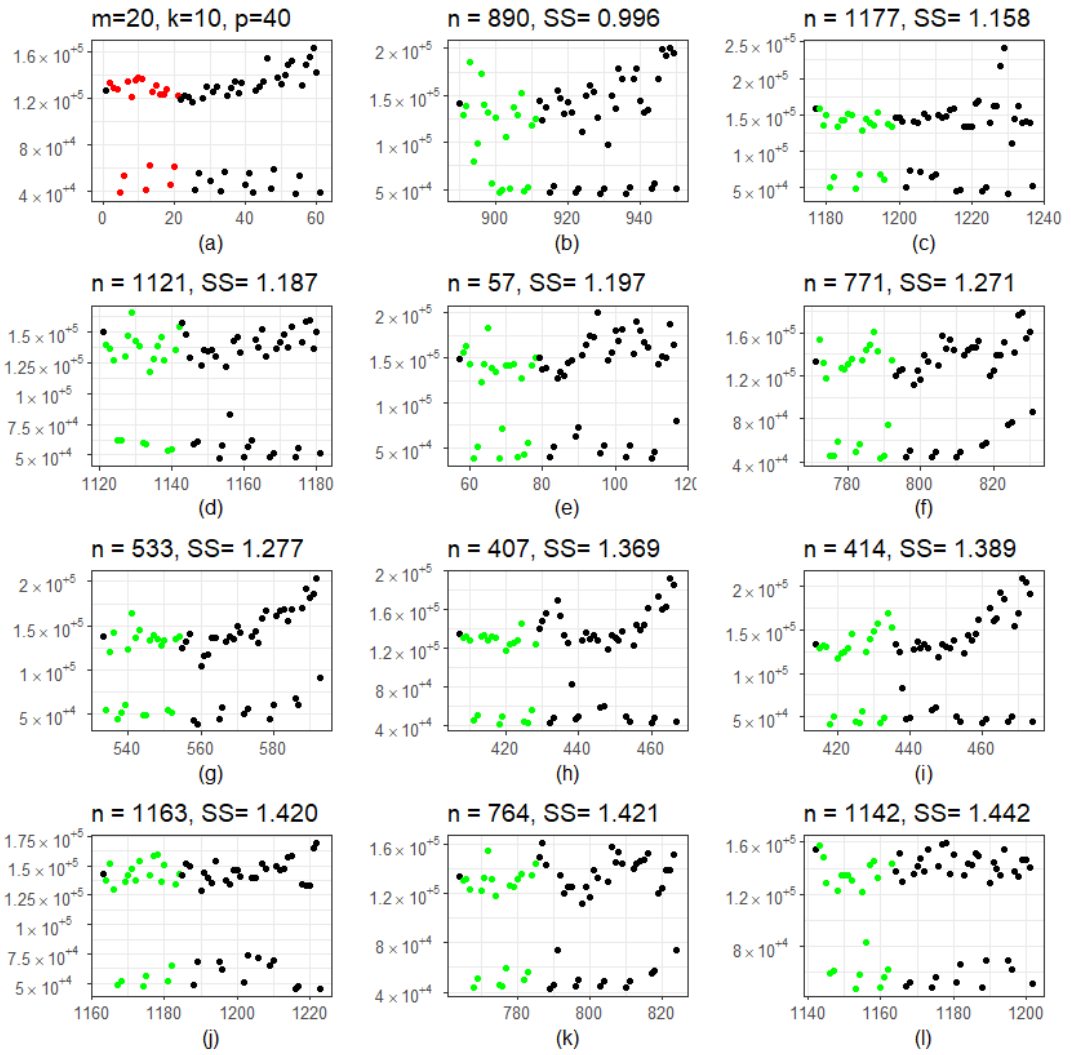 m=20, k=10, p=40
n = 890, SS= 0.996
n = 1177, SS= 1.158
1.6 × 10⁺⁵
1.2 × 10⁺⁵
8 × 10⁺⁴
4 × 10⁺⁴
0 20 40 60
(a)
2 × 10⁺⁵
1.5 × 10⁺⁵
1 × 10⁺⁵
5 × 10⁺⁴
900 920 940
(b)
2.5 × 10⁺⁵
2 × 10⁺⁵
1.5 × 10⁺⁵
1 × 10⁺⁵
5 × 10⁺⁴
1180 1200 1220 1240
(c)
n = 1121, SS= 1.187
n = 57, SS= 1.197
n = 771, SS= 1.271
1.5 × 10⁺⁵
1.25 × 10⁺⁵
1 × 10⁺⁵
7.5 × 10⁺⁴
5 × 10⁺⁴
1120 1140 1160 1180
(d)
2 × 10⁺⁵
1.5 × 10⁺⁵
1 × 10⁺⁵
5 × 10⁺⁴
60 80 100 120
(e)
1.6 × 10⁺⁵
1.2 × 10⁺⁵
8 × 10⁺⁴
4 × 10⁺⁴
780 800 820
(f)
n = 533, SS= 1.277
n = 407, SS= 1.369
n = 414, SS= 1.389
2 × 10⁺⁵
1.5 × 10⁺⁵
1 × 10⁺⁵
5 × 10⁺⁴
540 560 580
(g)
2 × 10⁺⁵
1.6 × 10⁺⁵
1.2 × 10⁺⁵
8 × 10⁺⁴
4 × 10⁺⁴
420 440 460
(h)
2 × 10⁺⁵
1.5 × 10⁺⁵
1 × 10⁺⁵
5 × 10⁺⁴
420 440 460
(i)
n = 1163, SS= 1.420
n = 764, SS= 1.421
n = 1142, SS= 1.442
1.75 × 10⁺⁵
1.5 × 10⁺⁵
1.25 × 10⁺⁵
1 × 10⁺⁵
7.5 × 10⁺⁴
5 × 10⁺⁴
1160 1180 1200 1220
(j)
1.6 × 10⁺⁵
1.2 × 10⁺⁵
8 × 10⁺⁴
4 × 10⁺⁴
780 800 820
(k)
1.6 × 10⁺⁵
1.2 × 10⁺⁵
8 × 10⁺⁴
1140 1160 1180 1200
(l)